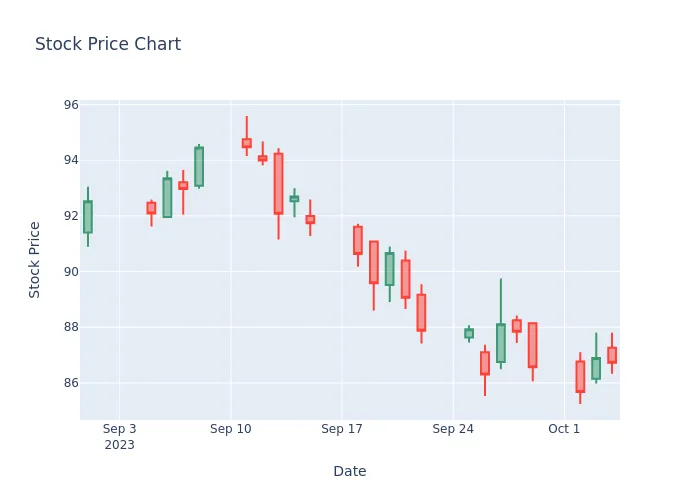 Stock Price Chart
96
94
92
90
88
86
Stock Price
Sep 3
2023
Sep 10
Sep 17
Sep 24
Oct 1
Date